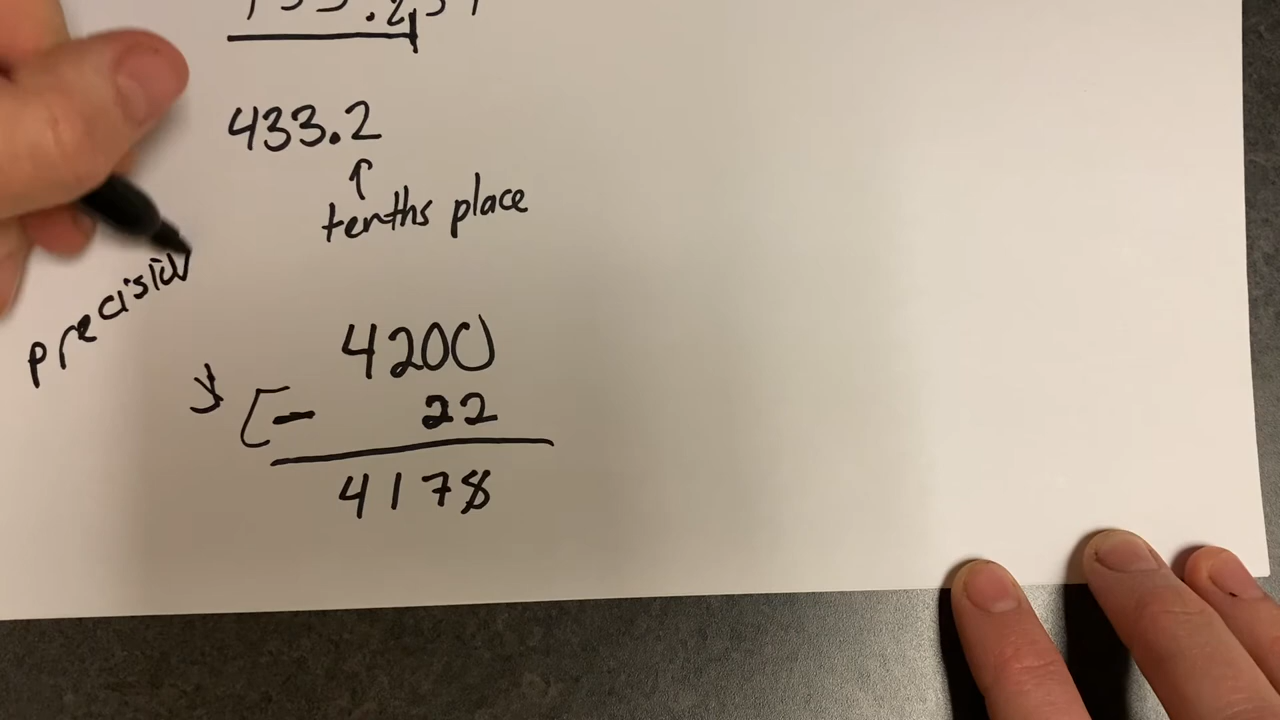 433.2
↑
tenths place
precision
4200
- 22
4178